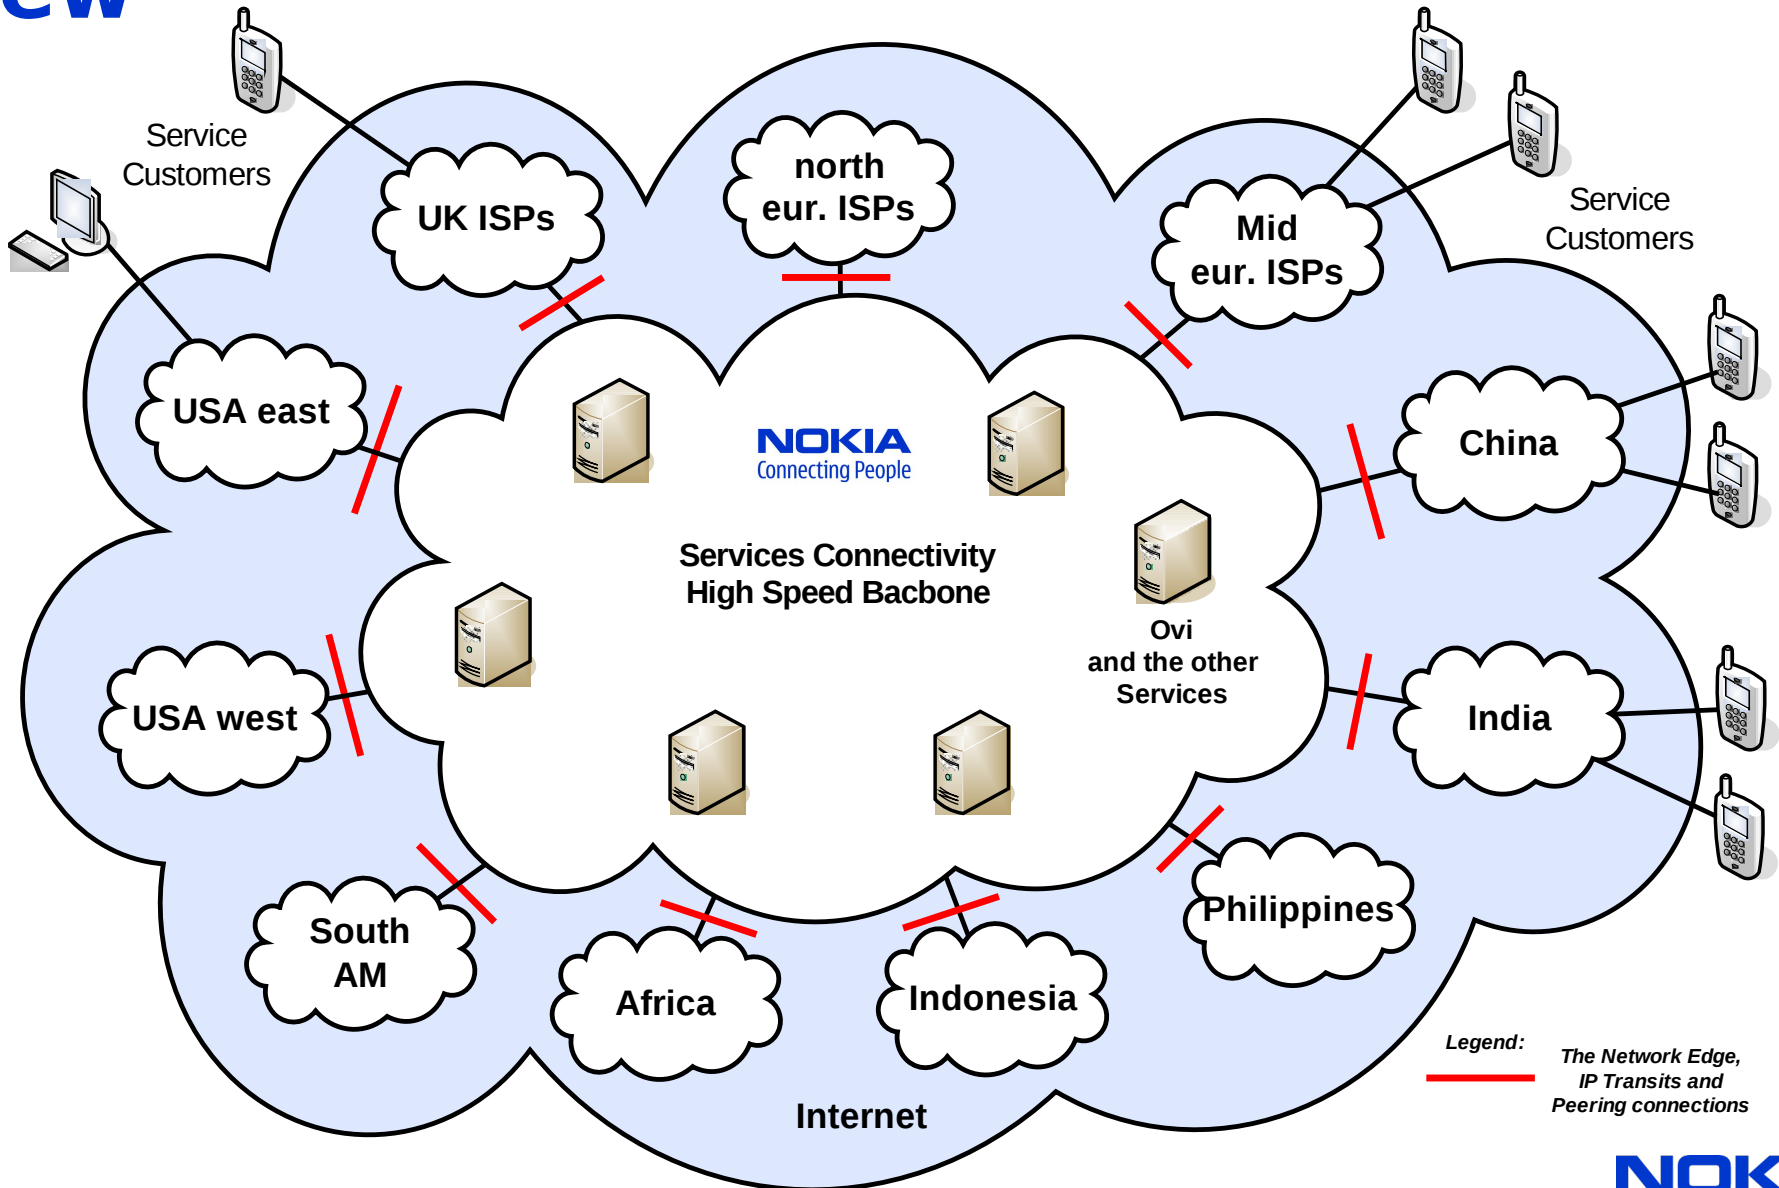 ew
Service
Customers
UK ISPs
north
eur. ISPs
Mid
eur. ISPs
Service
Customers
USA east
NOKIA
Connecting People
China
Services Connectivity
High Speed Bacbone
Ovi
and the other
Services
USA west
India
South
AM
Africa
Indonesia
Philippines
Internet
Legend:
The Network Edge,
IP Transits and
Peering connections
NOK